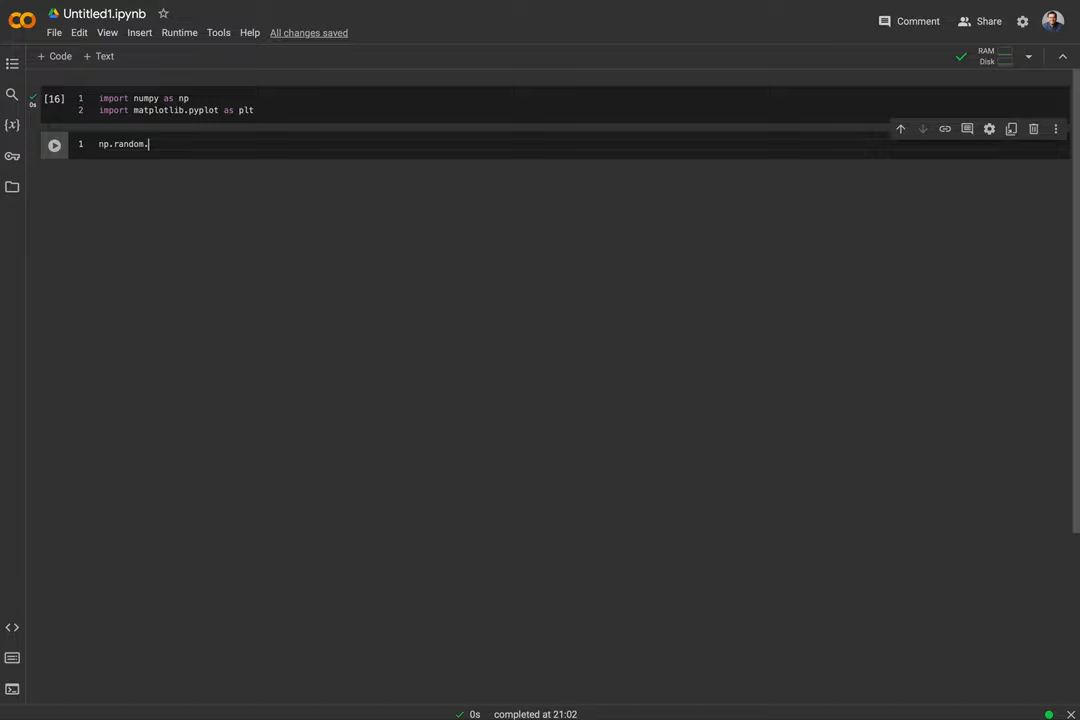 Untitled1.ipynb
File Edit View Insert Runtime Tools Help All changes saved
Comment Share
+ Code + Text
RAM
Disk
[16] 1 import numpy as np
0s 2 import matplotlib.pyplot as plt
1 np.random.
0s completed at 21:02